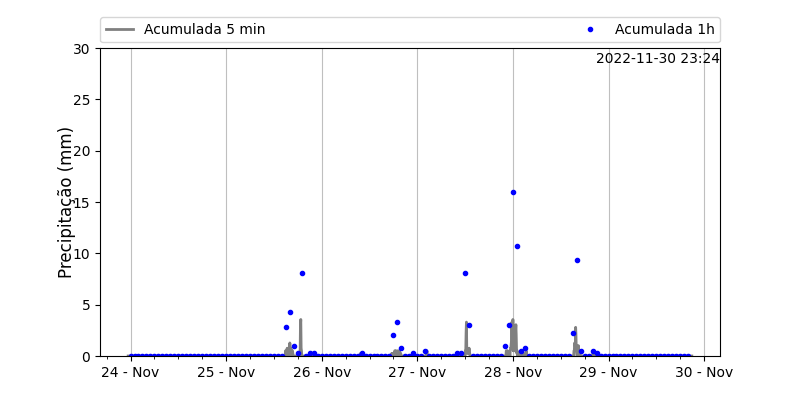 Acumulada 5 min Acumulada 1h
2022-11-30 23:24
Precipitação (mm)
30
25
20
15
10
5
0
24 - Nov 25 - Nov 26 - Nov 27 - Nov 28 - Nov 29 - Nov 30 - Nov